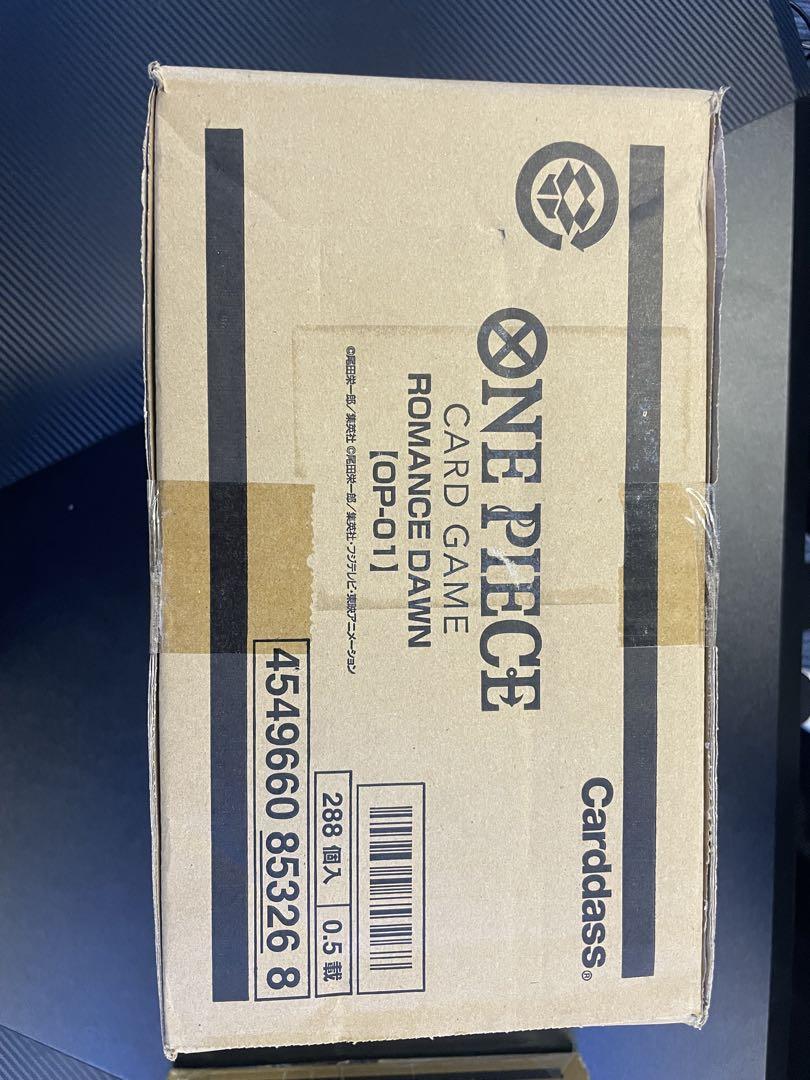 Carddass®
ONE PIECE
CARD GAME
ROMANCE DAWN
【OP-01】
©尾田栄一郎／集英社 ©尾田栄一郎／集英社・フジテレビ・東映アニメーション
288 個入
0.5 載
4549660 85326 8